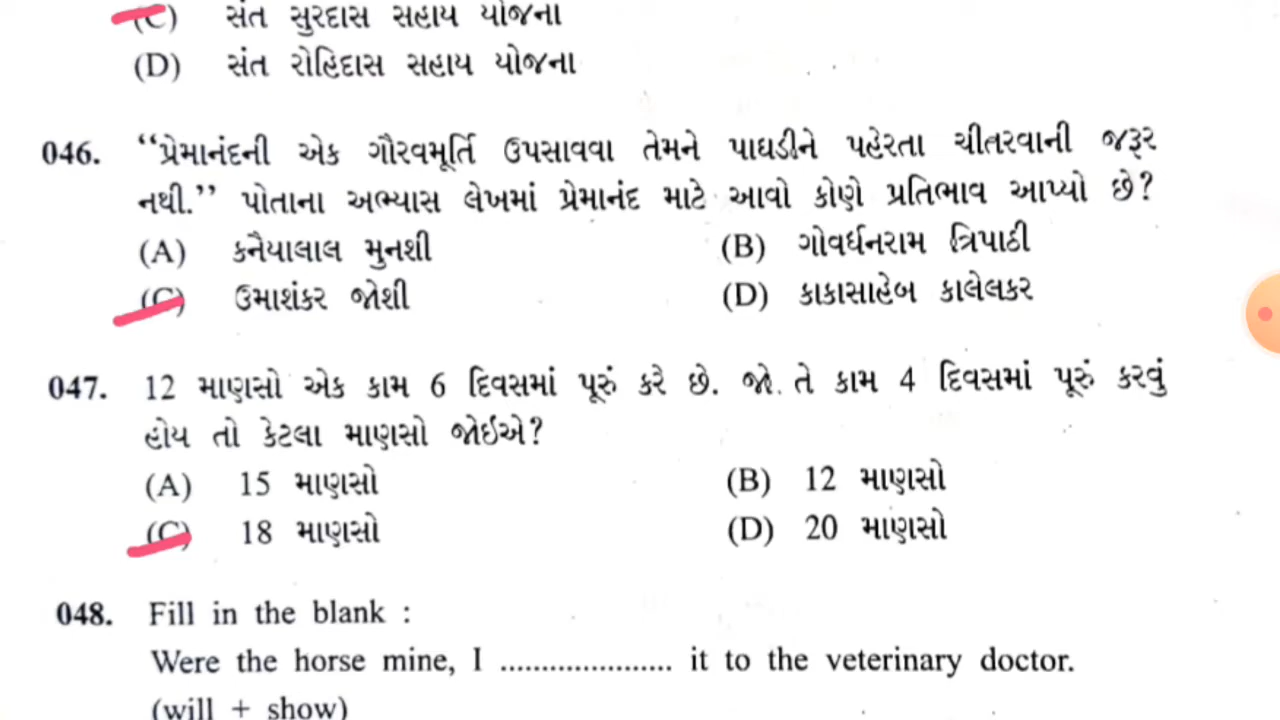 (C) સંત સુરદાસ સહાય યોજના
(D) સંત રોહિદાસ સહાય યોજના
046. “પ્રેમાનંદની એક ગૌરવમૂર્તિ ઉપસાવવા તેમને પાઘડીને પહેરતા ચીતરવાની જરૂર
નથી.” પોતાના અભ્યાસ લેખમાં પ્રેમાનંદ માટે આવો કોણે પ્રતિભાવ આપ્યો છે?
(A) કનૈયાલાલ મુનશી (B) ગોવર્ધનરામ ત્રિપાઠી
(C) ઉમાશંકર જોશી (D) કાકાસાહેબ કાલેલકર
047. 12 માણસો એક કામ 6 દિવસમાં પૂરું કરે છે. જો તે કામ 4 દિવસમાં પૂરું કરવું
હોય તો કેટલા માણસો જોઇએ?
(A) 15 માણસો (B) 12 માણસો
(C) 18 માણસો (D) 20 માણસો
048. Fill in the blank :
Were the horse mine, I ..................... it to the veterinary doctor.
(will + show)